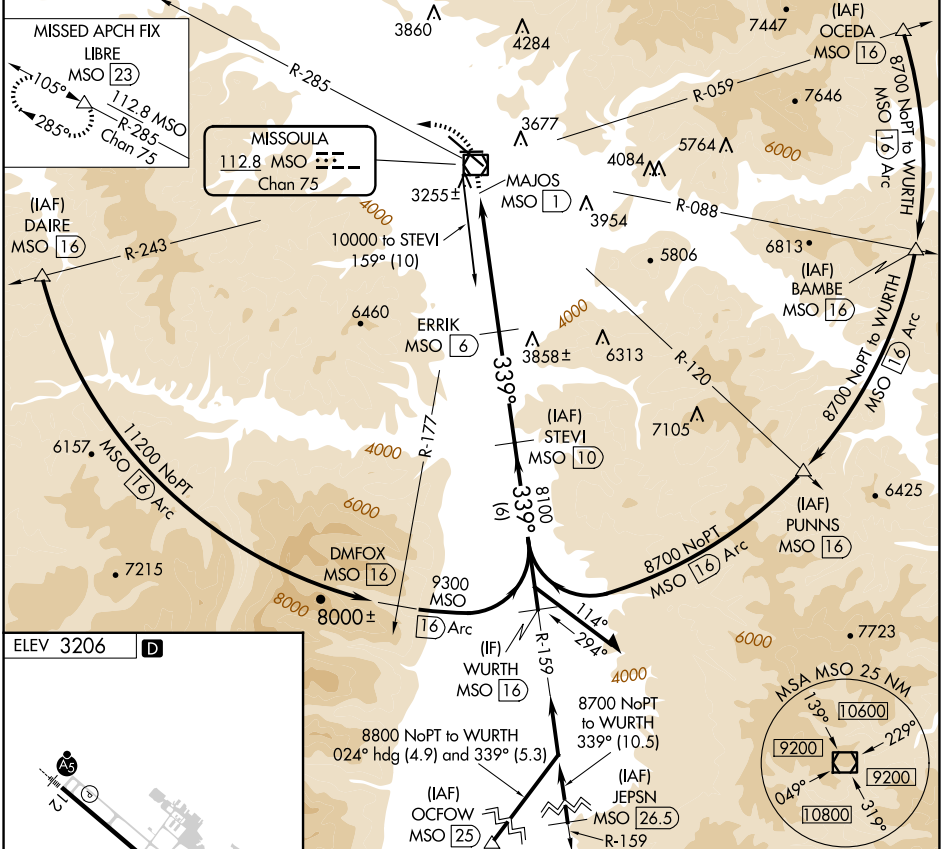 MISSED APCH FIX
LIBRE
MSO 23
105°
112.8 MSO
R-285
Chan 75
285°
3860
4284
7447
(IAF)
OCEDA
MSO 16
R-285
R-059
7646
8700 NoPT to WURTH
MSO 16 Arc
MISSOULA
112.8 MSO
Chan 75
3677
5764
6000
4084
3255±
MAJOS
MSO 1
3954
R-088
4000
(IAF)
DAIRE
MSO 16
R-243
10000 to STEVI
159° (10)
5806
6813
(IAF)
BAMBE
MSO 16
6460
ERRIK
MSO 6
4000
3858±
6313
R-120
8700 NoPT to WURTH
MSO 16 Arc
339°
7105
(IAF)
STEVI
MSO 10
R-177
4000
6157
11200 NoPT
MSO 16 Arc
6000
339°
8100
(6)
6425
(IAF)
PUNNS
MSO 16
7215
DMFOX
MSO 16
8000
8000±
9300
MSO
16 Arc
8700 NoPT
MSO 16 Arc
114°
294°
R-159
(IF)
WURTH
MSO 16
4000
6000
7723
ELEV 3206
D
A5
P
12
8800 NoPT to WURTH
024° hdg (4.9) and 339° (5.3)
8700 NoPT
to WURTH
339° (10.5)
(IAF)
OCFOW
MSO 25
(IAF)
JEPSN
MSO 26.5
R-159
MSA MSO 25 NM
139°
10600
229°
9200
9200
049°
10800
319°